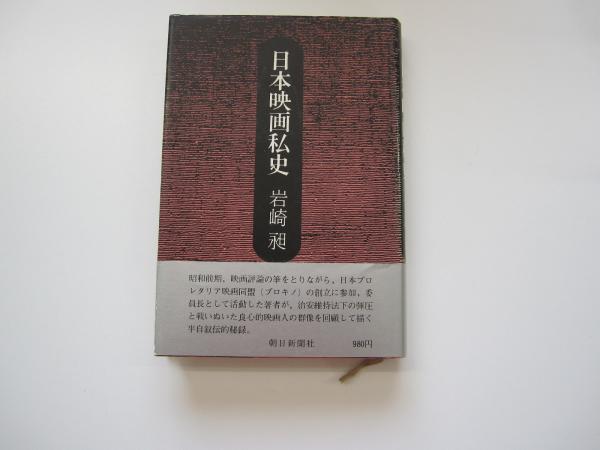 日本映画私史
岩崎昶
昭和前期、映画評論の筆をとりながら、日本プロ
レタリア映画同盟（プロキノ）の創立に参加、委
員長として活動した著者が、治安維持法下の弾圧
と戦いぬいた良心的映画人の群像を回顧して描く
半自叙伝的秘録。
朝日新聞社 980円